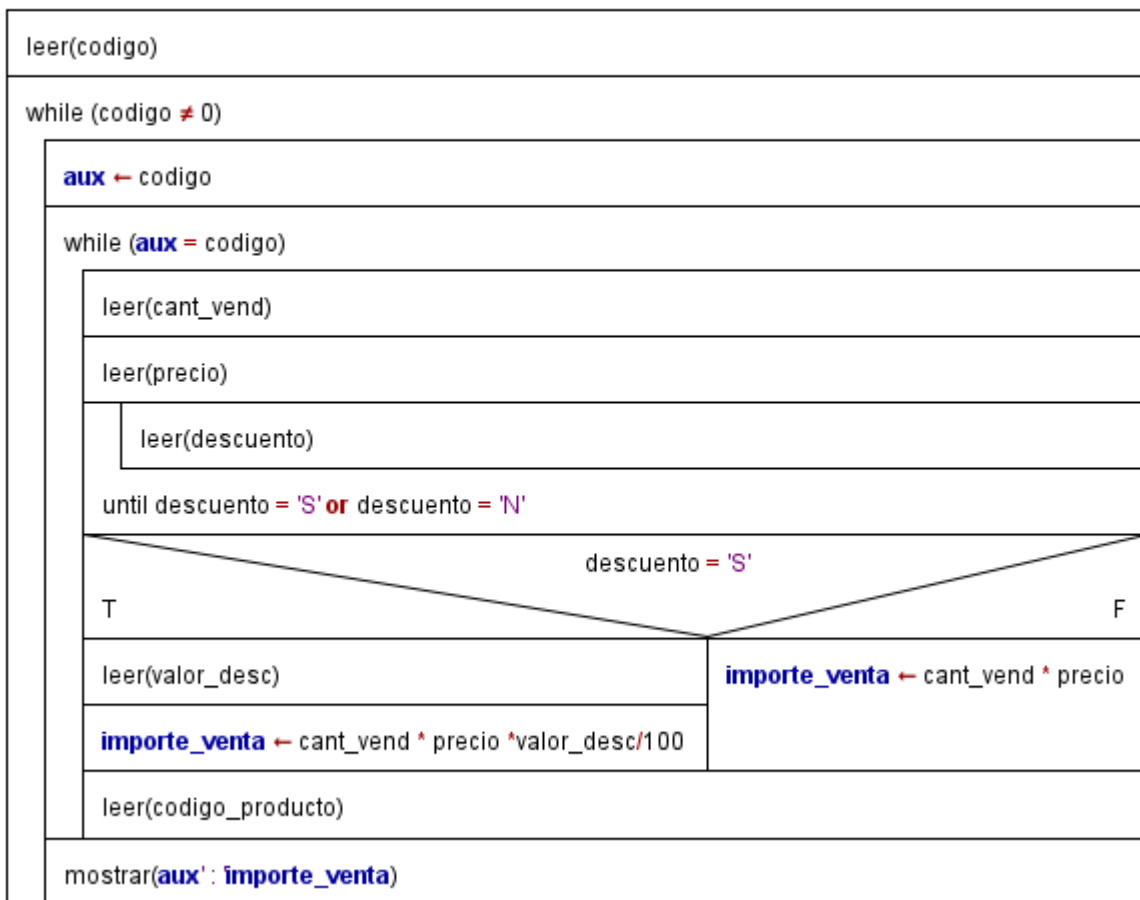 leer(codigo)
while (codigo ≠ 0)
aux ← codigo
while (aux = codigo)
leer(cant_vend)
leer(precio)
leer(descuento)
until descuento = 'S' or descuento = 'N'
descuento = 'S'
T F
leer(valor_desc) importe_venta ← cant_vend * precio
importe_venta ← cant_vend * precio *valor_desc/100
leer(codigo_producto)
mostrar(aux' : 'importe_venta)